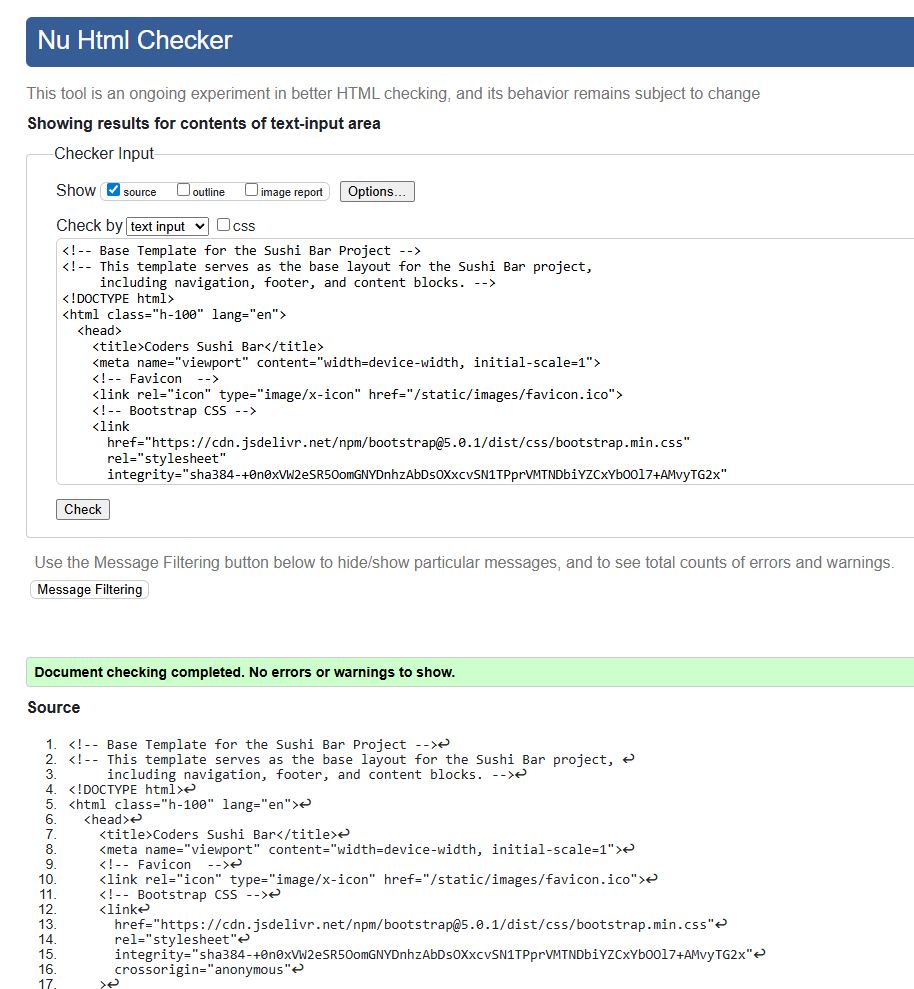 Nu Html Checker
This tool is an ongoing experiment in better HTML checking, and its behavior remains subject to change
Showing results for contents of text-input area
Checker Input
Show source outline image report Options...
Check by text input css
<!-- Base Template for the Sushi Bar Project -->
<!-- This template serves as the base layout for the Sushi Bar project,
including navigation, footer, and content blocks. -->
<!DOCTYPE html>
<html class="h-100" lang="en">
<head>
<title>Coders Sushi Bar</title>
<meta name="viewport" content="width=device-width, initial-scale=1">
<!-- Favicon  -->
<link rel="icon" type="image/x-icon" href="/static/images/favicon.ico">
<!-- Bootstrap CSS -->
<link
href="https://cdn.jsdelivr.net/npm/bootstrap@5.0.1/dist/css/bootstrap.min.css"
rel="stylesheet"
integrity="sha384-+0n0xVW2eSR5OomGNYDnhzAbDsOXxcvSN1TPprVMTNDbiYZCxYbOOl7+AMvyTG2x"
Check
Use the Message Filtering button below to hide/show particular messages, and to see total counts of errors and warnings.
Message Filtering
Document checking completed. No errors or warnings to show.
Source
1. <!-- Base Template for the Sushi Bar Project -->↩
2. <!-- This template serves as the base layout for the Sushi Bar project, ↩
3. including navigation, footer, and content blocks. -->↩
4. <!DOCTYPE html>↩
5. <html class="h-100" lang="en">↩
6. <head>↩
7. <title>Coders Sushi Bar</title>↩
8. <meta name="viewport" content="width=device-width, initial-scale=1">↩
9. <!-- Favicon  -->↩
10. <link rel="icon" type="image/x-icon" href="/static/images/favicon.ico">↩
11. <!-- Bootstrap CSS -->↩
12. <link↩
13. href="https://cdn.jsdelivr.net/npm/bootstrap@5.0.1/dist/css/bootstrap.min.css"↩
14. rel="stylesheet"↩
15. integrity="sha384-+0n0xVW2eSR5OomGNYDnhzAbDsOXxcvSN1TPprVMTNDbiYZCxYbOOl7+AMvyTG2x"↩
16. crossorigin="anonymous"↩
17. >↩